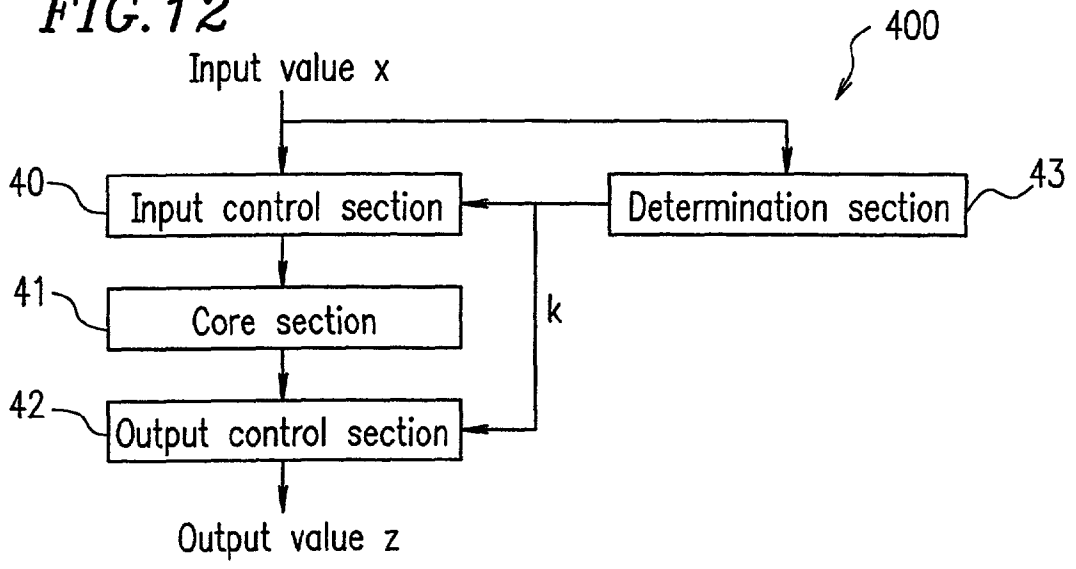 FIG.12
400
Input value x
40
Input control section
Determination section
43
41
Core section
k
42
Output control section
Output value z